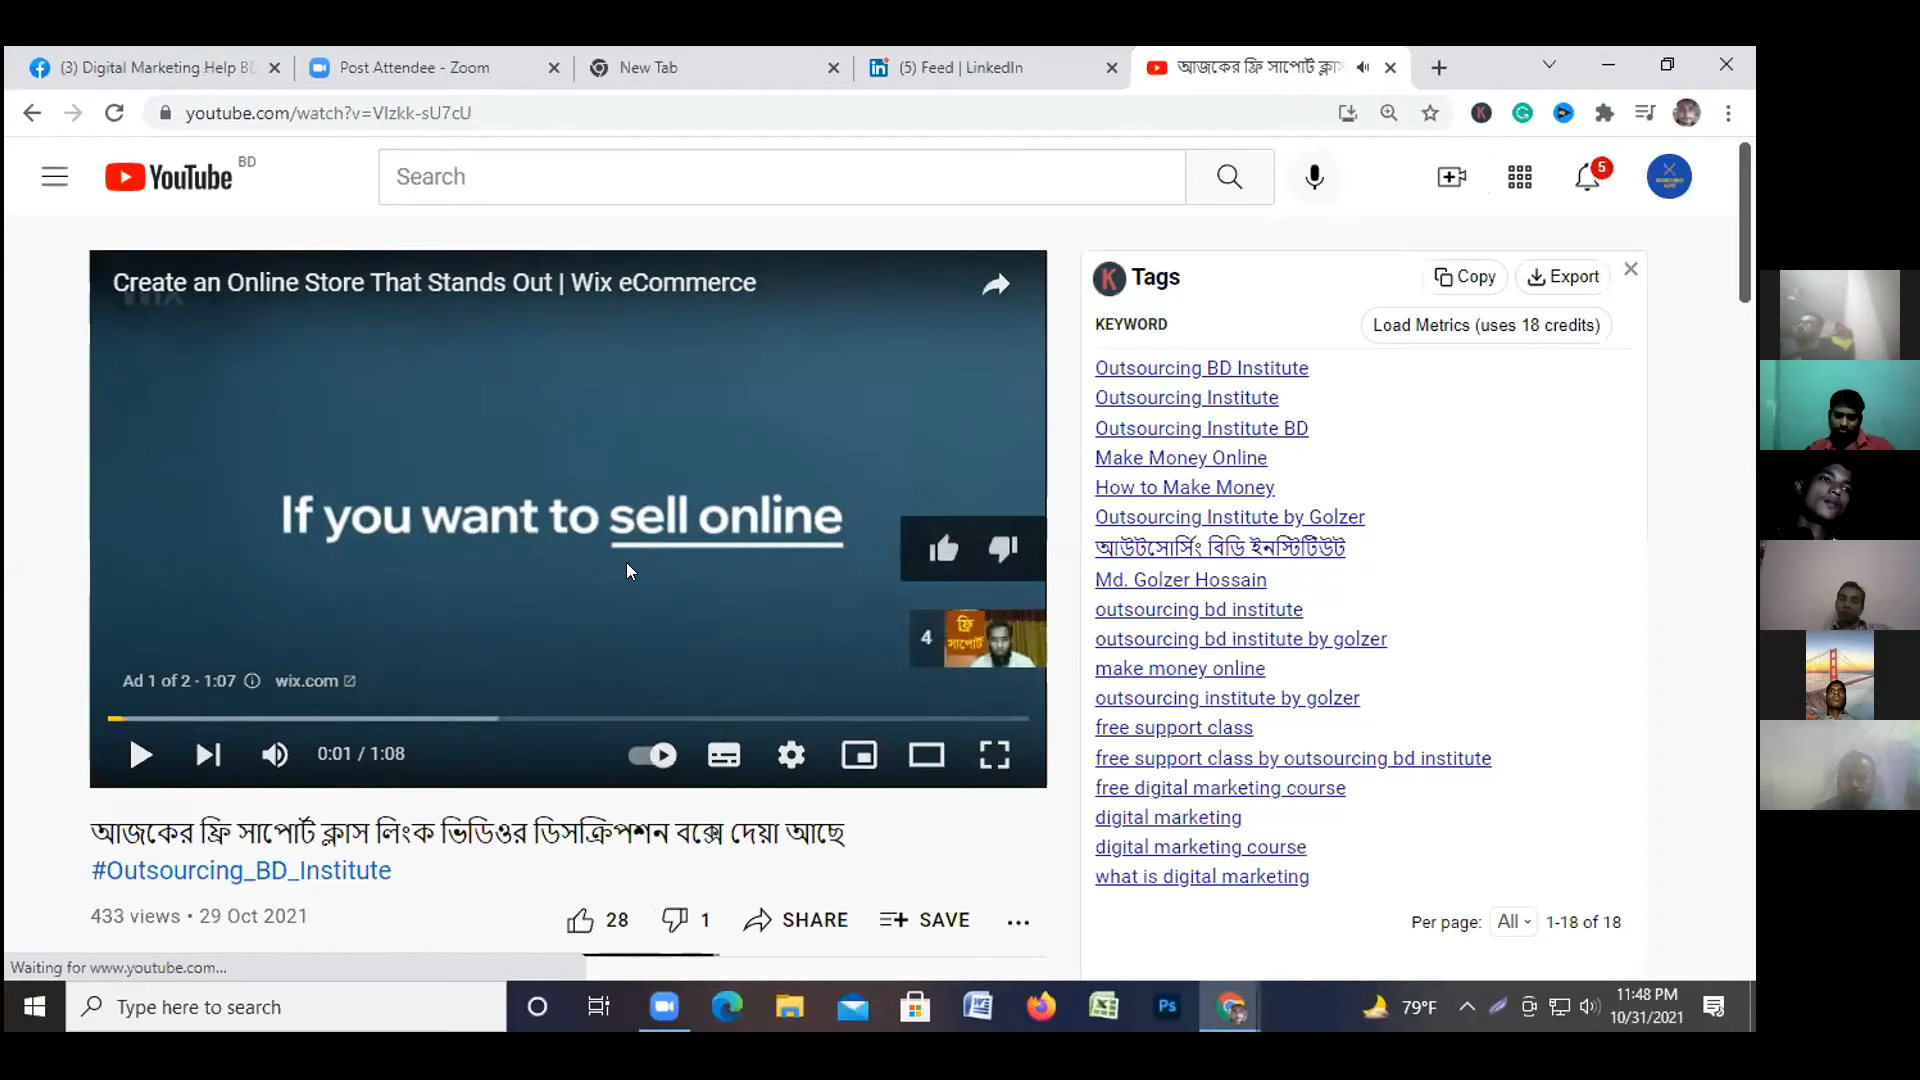 (3) Digital Marketing Help BD
Post Attendee - Zoom
New Tab
(5) Feed | LinkedIn
আজকের ফ্রি সাপোর্ট ক্লাস
youtube.com/watch?v=VIzkk-sU7cU
YouTube BD
Search
5
Create an Online Store That Stands Out | Wix eCommerce
WIX
If you want to sell online
4
ফ্রি
সাপোর্ট
Ad 1 of 2 · 1:07
wix.com
0:01 / 1:08
আজকের ফ্রি সাপোর্ট ক্লাস লিংক ভিডিওর ডিসক্রিপশন বক্সে দেয়া আছে
#Outsourcing_BD_Institute
433 views • 29 Oct 2021
28
1
SHARE
SAVE
K Tags
Copy
Export
KEYWORD
Load Metrics (uses 18 credits)
Outsourcing BD Institute
Outsourcing Institute
Outsourcing Institute BD
Make Money Online
How to Make Money
Outsourcing Institute by Golzer
আউটসোর্সিং বিডি ইনস্টিটিউট
Md. Golzer Hossain
outsourcing bd institute
outsourcing bd institute by golzer
make money online
outsourcing institute by golzer
free support class
free support class by outsourcing bd institute
free digital marketing course
digital marketing
digital marketing course
what is digital marketing
Per page: All 1-18 of 18
Waiting for www.youtube.com...
Type here to search
Ps
79°F
11:48 PM
10/31/2021